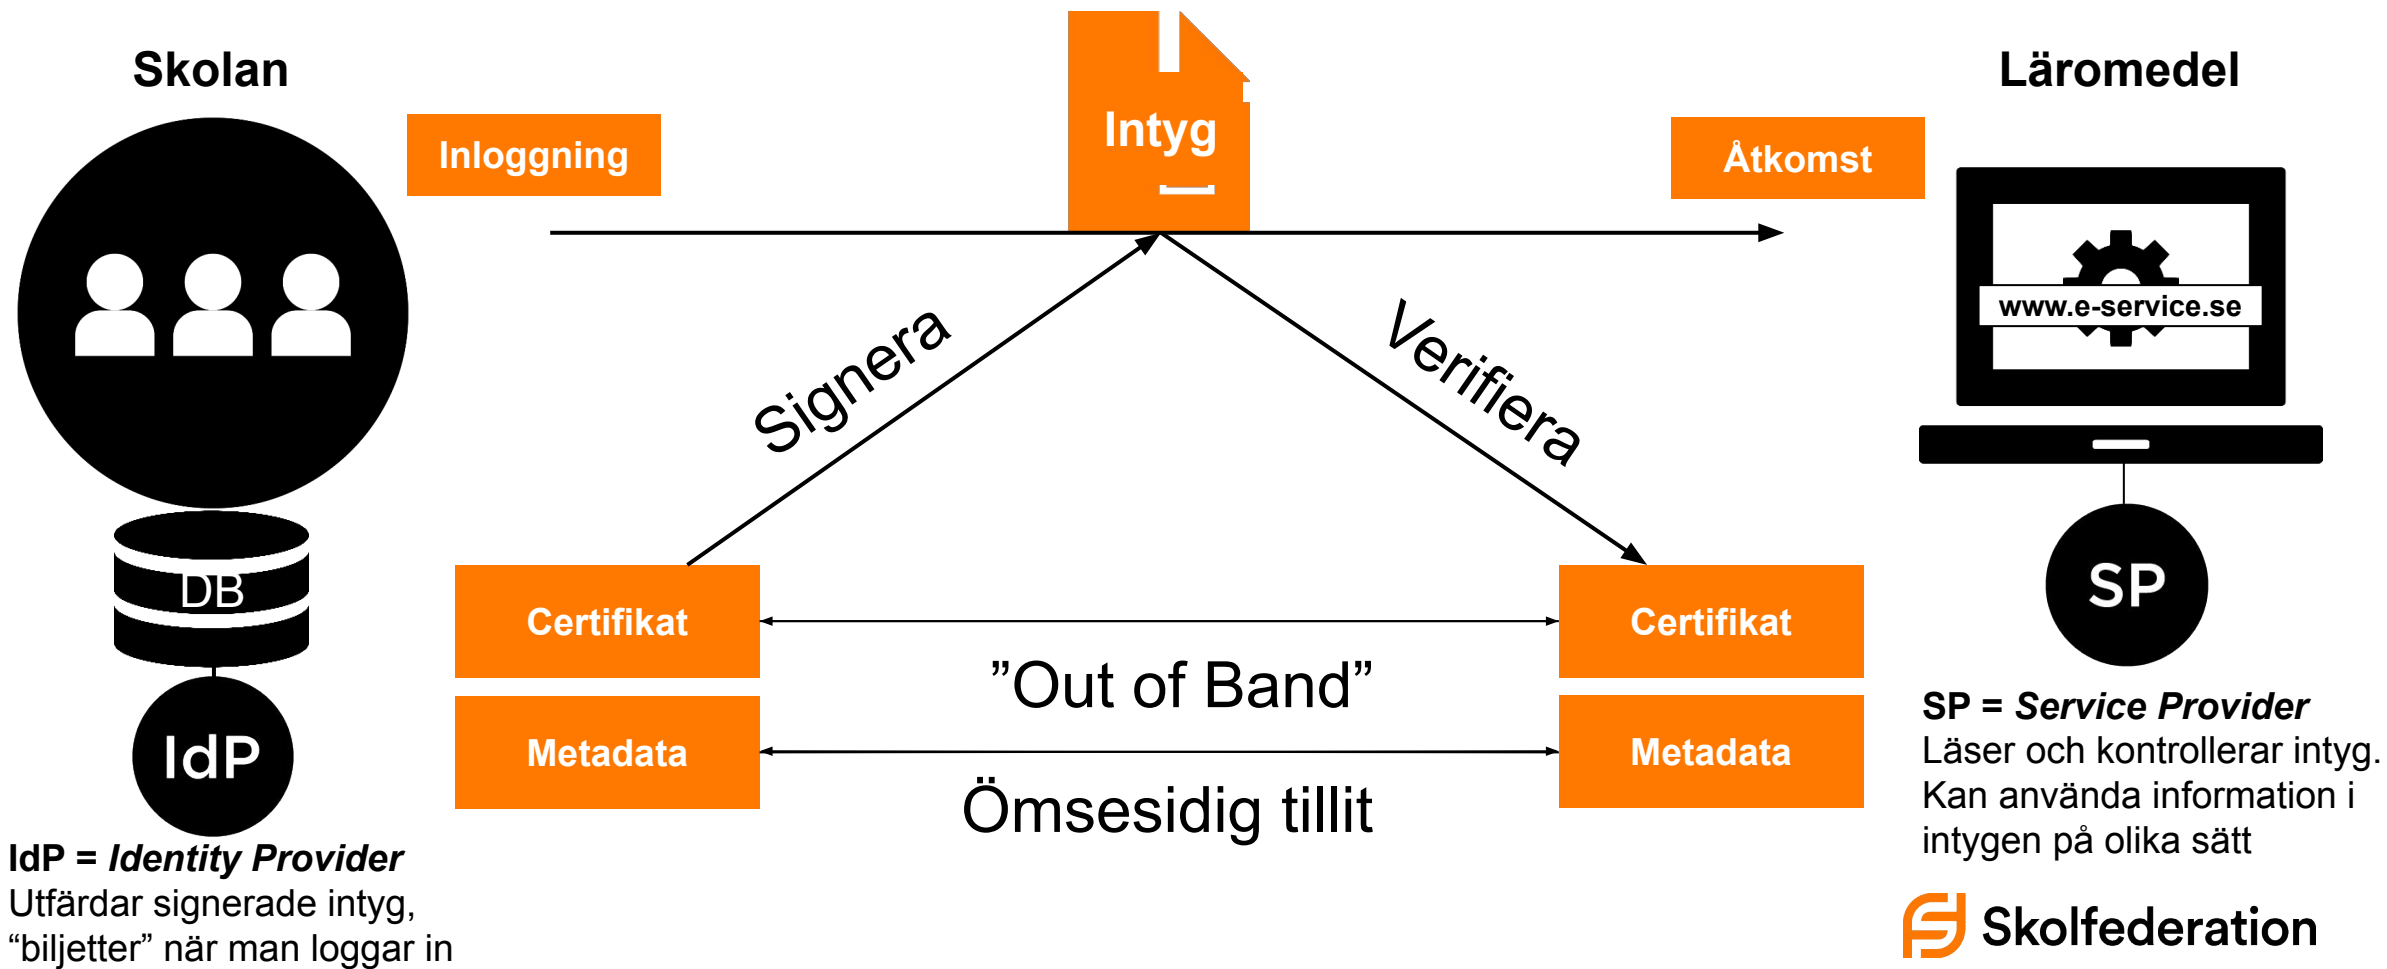 Skolan
Inloggning
Intyg
Åtkomst
Läromedel
www.e-service.se
Signera
Verifiera
DB
IdP
Certifikat
Metadata
”Out of Band”
Ömsesidig tillit
Certifikat
Metadata
SP
IdP = Identity Provider
Utfärdar signerade intyg,
“biljetter” när man loggar in
SP = Service Provider
Läser och kontrollerar intyg.
Kan använda information i
intygen på olika sätt
Skolfederation